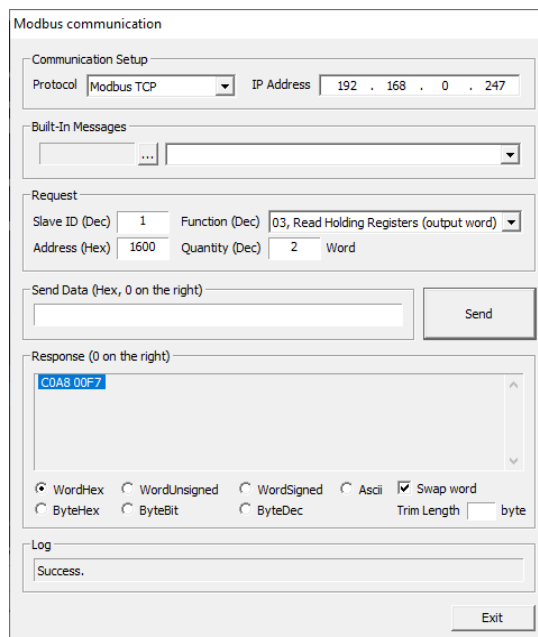 Modbus communication
Communication Setup
Protocol Modbus TCP IP Address 192 . 168 . 0 . 247
Built-In Messages
...
Request
Slave ID (Dec) 1 Function (Dec) 03, Read Holding Registers (output word)
Address (Hex) 1600 Quantity (Dec) 2 Word
Send Data (Hex, 0 on the right)
Send
Response (0 on the right)
C0A8 00F7
WordHex WordUnsigned WordSigned Ascii Swap word
ByteHex ByteBit ByteDec Trim Length byte
Log
Success.
Exit